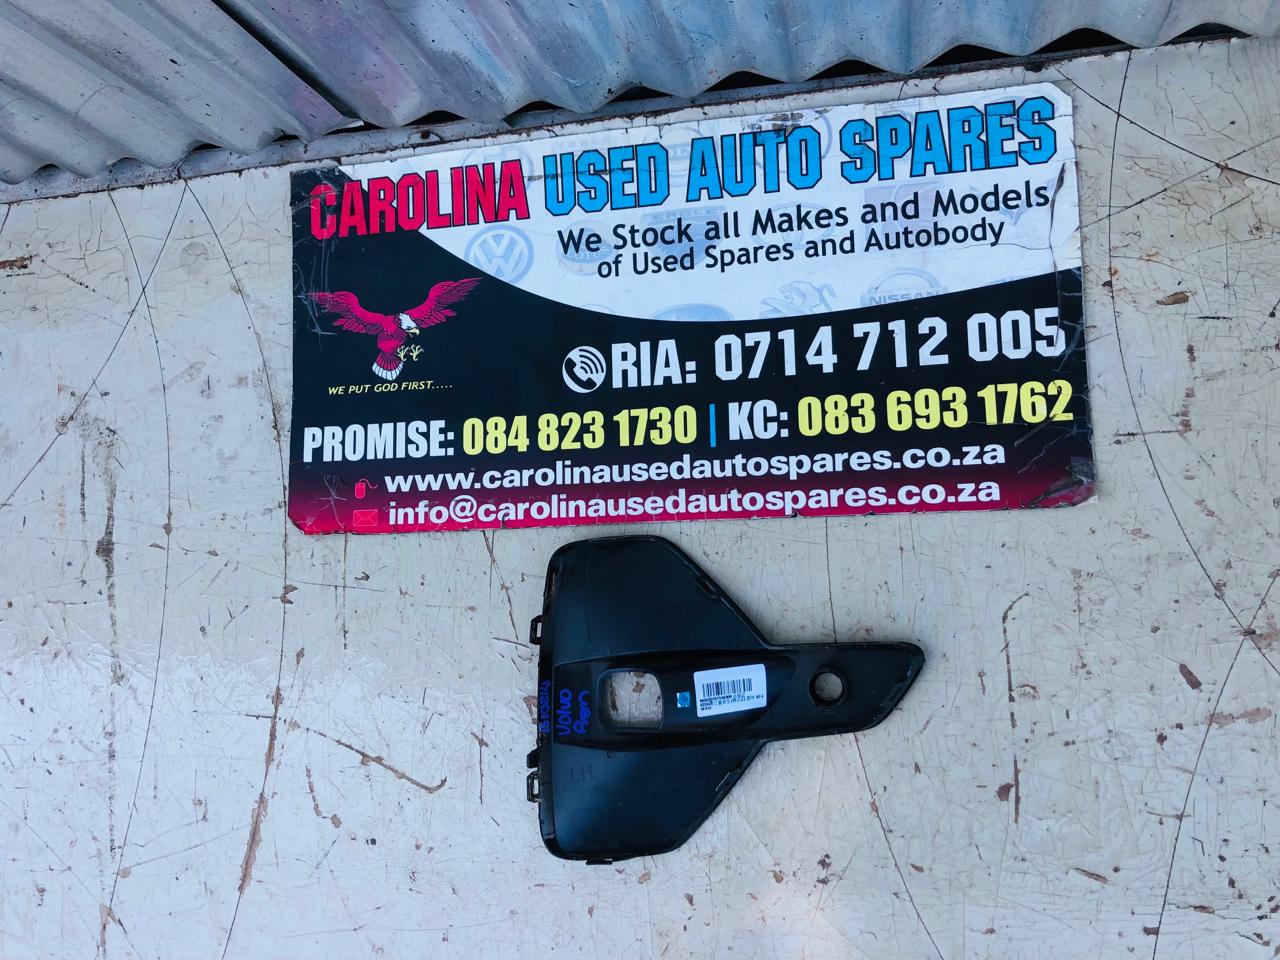 CAROLINA USED AUTO SPARES
We Stock all Makes and Models
of Used Spares and Autobody
NISSAN
WE PUT GOD FIRST.....
RIA: 0714 712 005
PROMISE: 084 823 1730 | KC: 083 693 1762
www.carolinausedautospares.co.za
info@carolinausedautospares.co.za
Volvo
LH